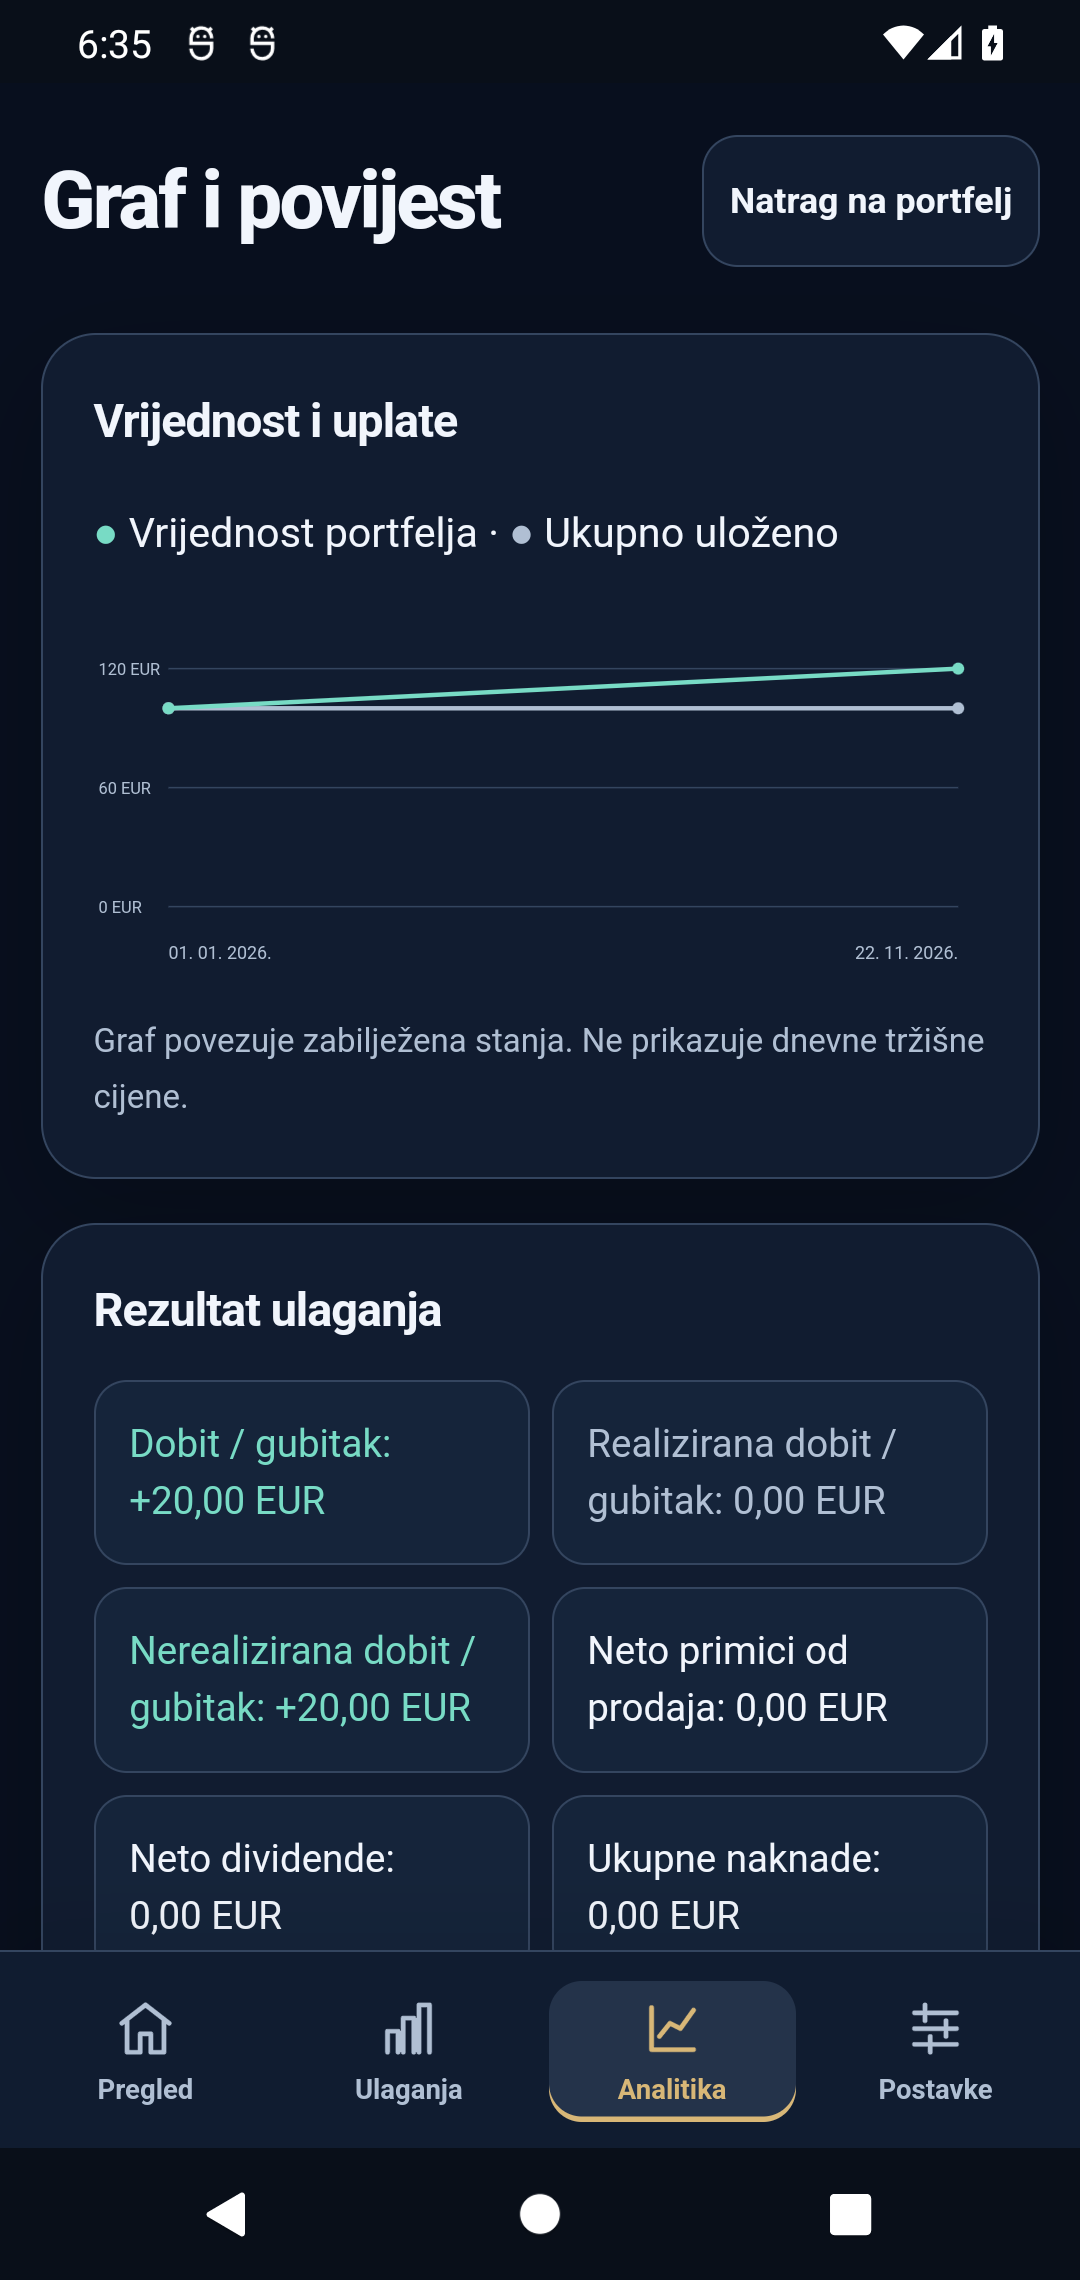 6:35
Graf i povijest
Natrag na portfelj
Vrijednost i uplate
● Vrijednost portfelja · ● Ukupno uloženo
120 EUR
60 EUR
0 EUR
01. 01. 2026.
22. 11. 2026.
Graf povezuje zabilježena stanja. Ne prikazuje dnevne tržišne
cijene.
Rezultat ulaganja
Dobit / gubitak:
+20,00 EUR
Realizirana dobit /
gubitak: 0,00 EUR
Nerealizirana dobit /
gubitak: +20,00 EUR
Neto primici od
prodaja: 0,00 EUR
Neto dividende:
0,00 EUR
Ukupne naknade:
0,00 EUR
Pregled
Ulaganja
Analitika
Postavke